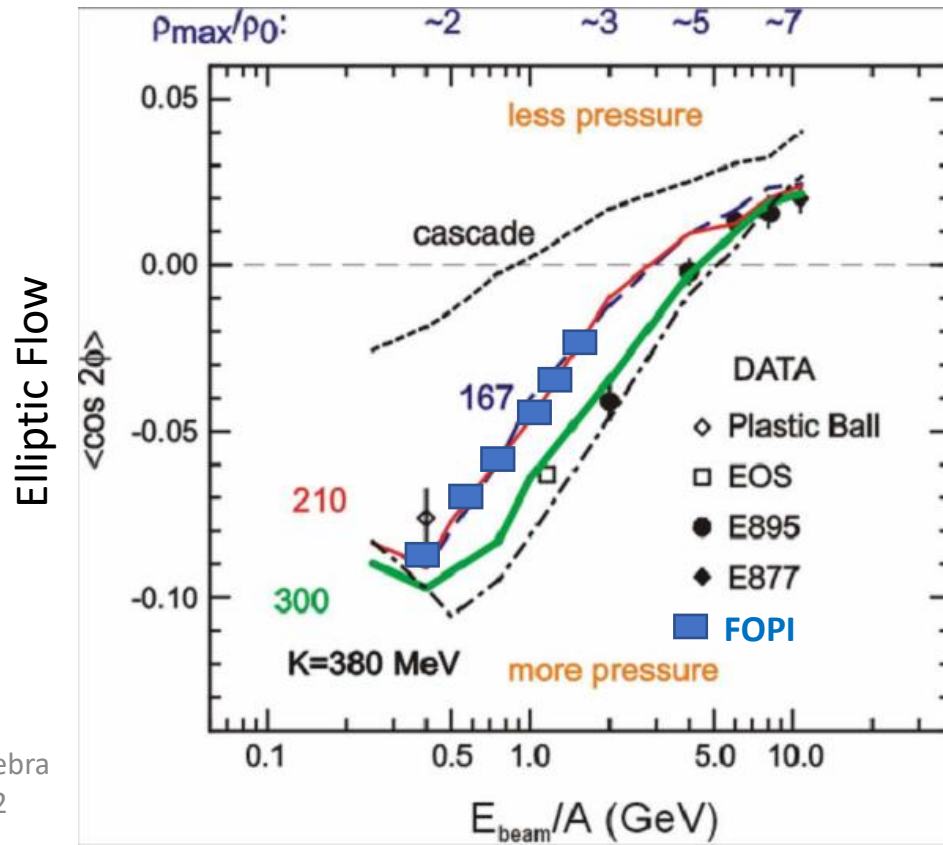 ρmax/ρ0: ~2 ~3 ~5 ~7
0.05
less pressure
cascade
0.00
Elliptic Flow
<cos 2ϕ>
DATA
167
Plastic Ball
-0.05
EOS
210
E895
E877
-0.10
300
FOPI
K=380 MeV
more pressure
ebra
2
0.1 0.5 1.0 5.0 10.0
Ebeam/A (GeV)